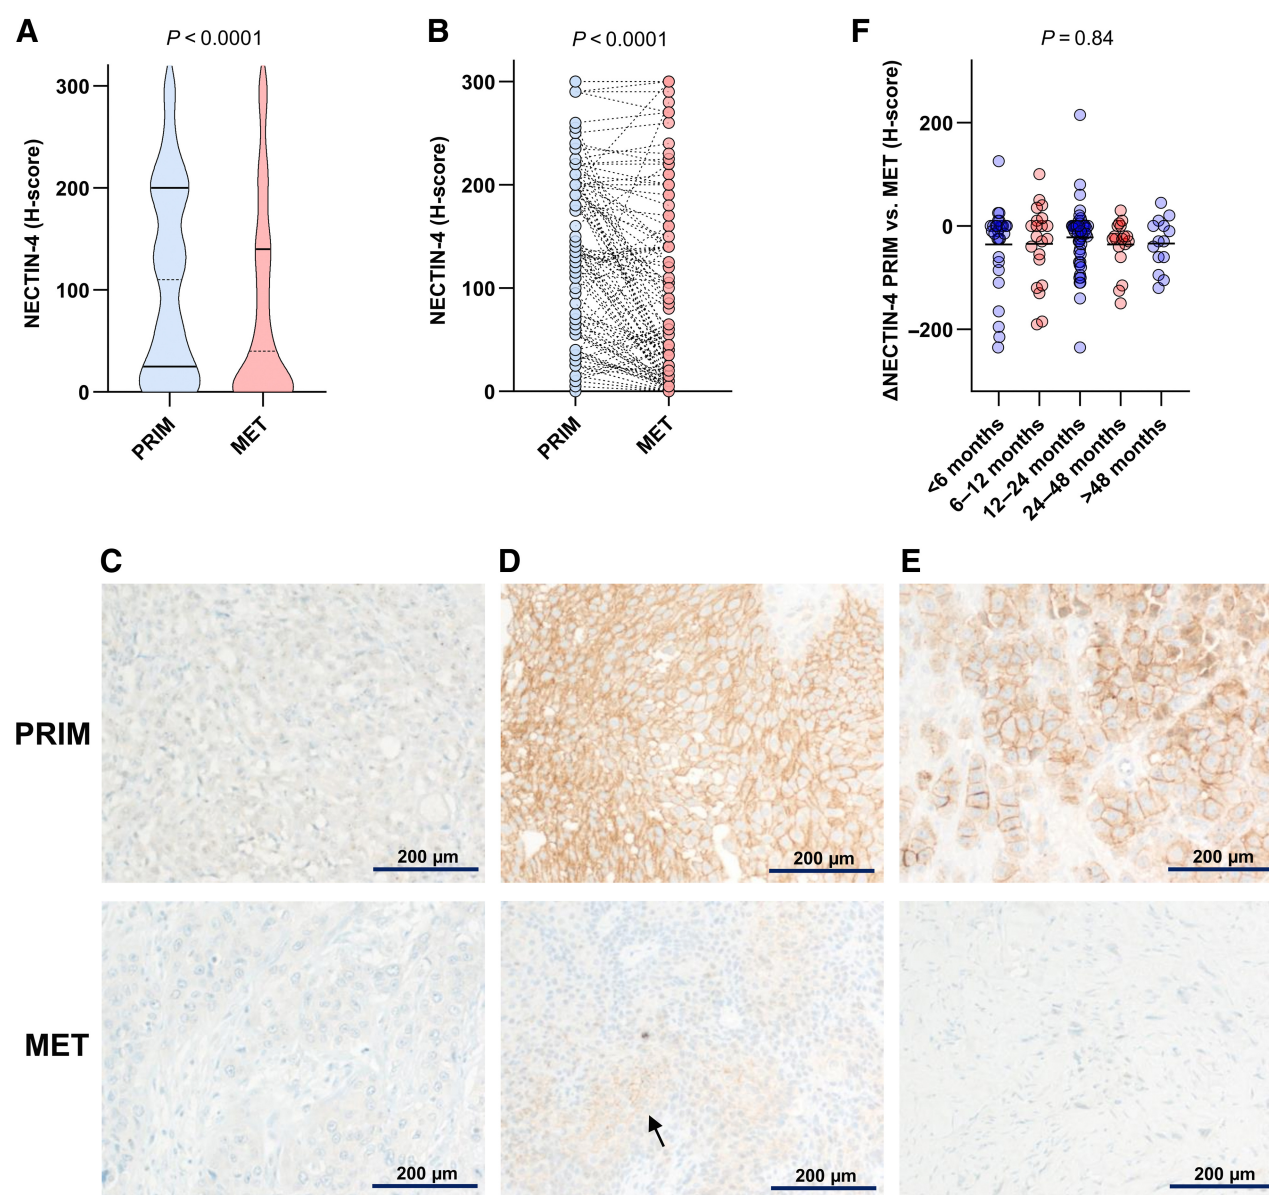 A
P < 0.0001
NECTIN-4 (H-score)
300
200
100
0
PRIM
MET
B
P < 0.0001
NECTIN-4 (H-score)
300
200
100
0
PRIM
MET
F
P = 0.84
ΔNECTIN-4 PRIM vs. MET (H-score)
200
0
−200
<6 months
6–12 months
12–24 months
24–48 months
>48 months
C
D
E
PRIM
200 µm
200 µm
200 µm
MET
200 µm
200 µm
200 µm